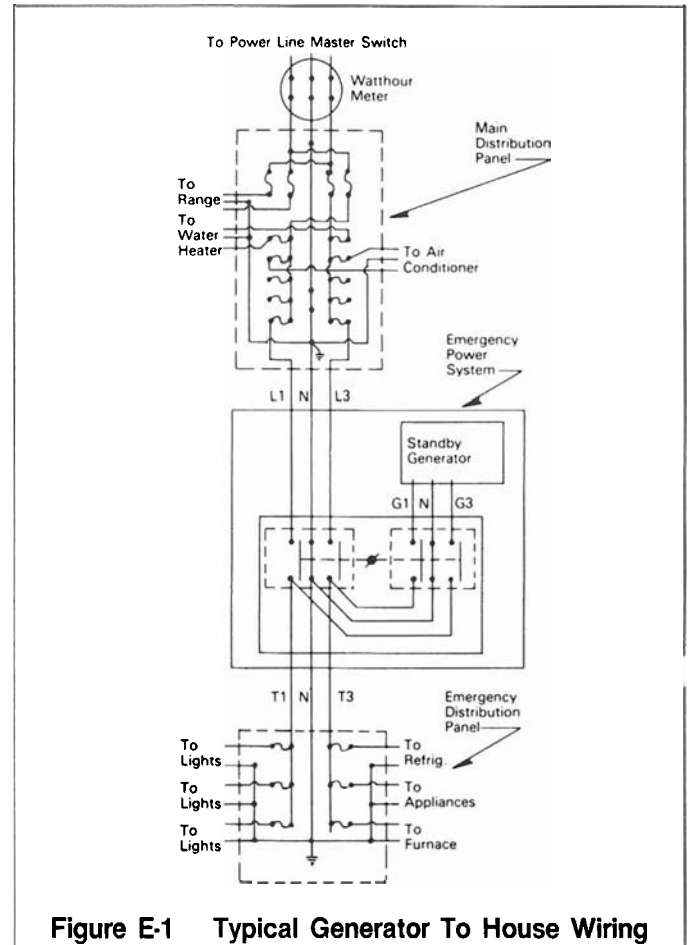 To Power Line Master Switch
Watthour
Meter
Main
Distribution
Panel
To
Range
To
Water
Heater
To Air
Conditioner
Emergency
Power
System
L1 N L3
Standby
Generator
G1 N G3
T1 N T3
Emergency
Distribution
Panel
To
Lights
To
Refrig.
To
Lights
To
Appliances
To
Lights
To
Furnace
Figure E-1 Typical Generator To House Wiring